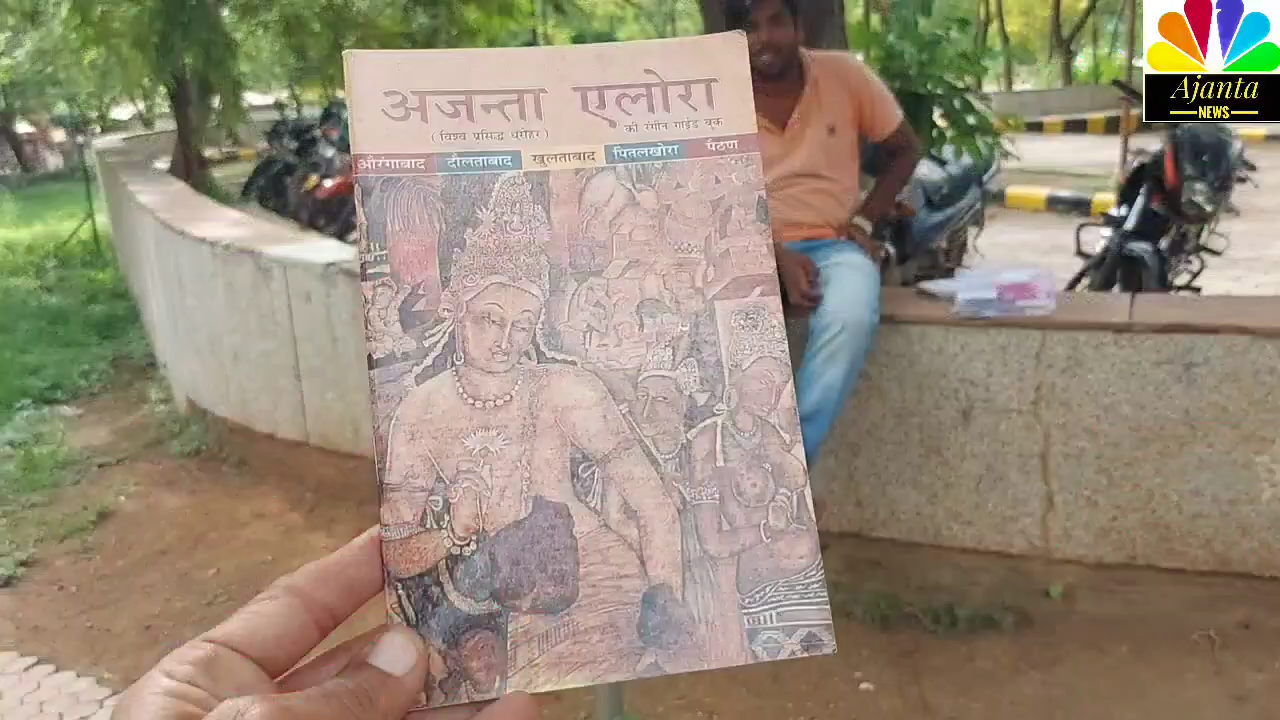 अजन्ता एलोरा
(विश्व प्रसिद्ध धरोहर) की रंगीन गाईड बूक
औरंगाबाद दौलताबाद खुलताबाद पितलखोरा पैठण
Ajanta
NEWS